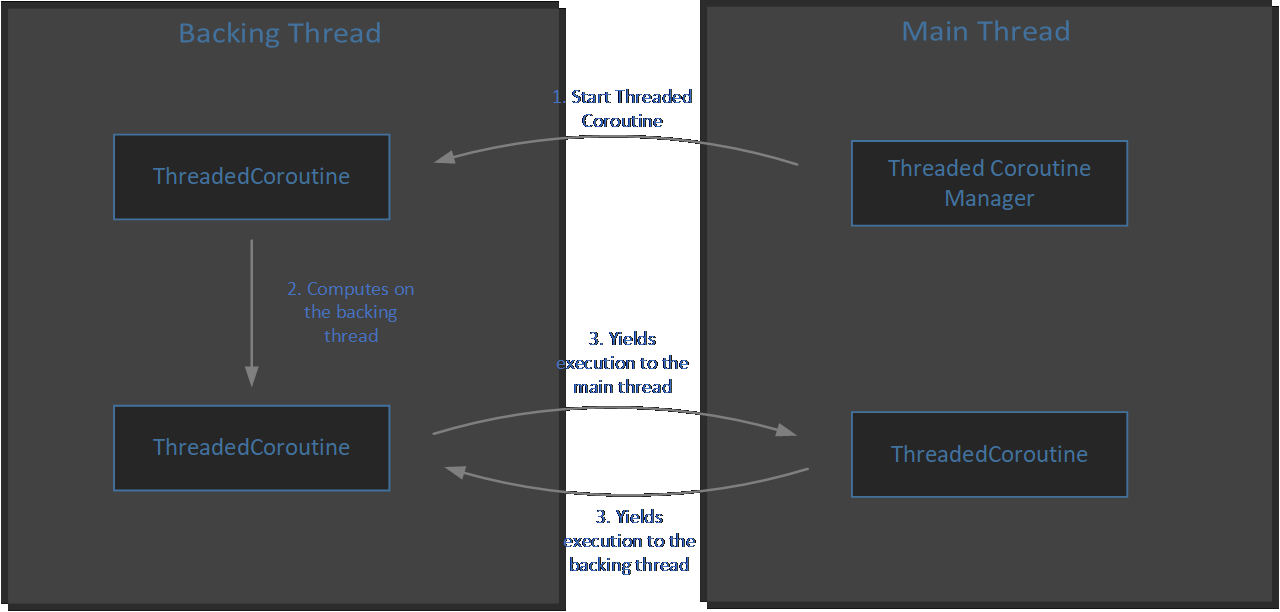 Backing Thread
Main Thread
1. Start Threaded
Coroutine
ThreadedCoroutine
Threaded Coroutine
Manager
2. Computes on
the backing
thread
3. Yields
execution to the
main thread
ThreadedCoroutine
ThreadedCoroutine
3. Yields
execution to the
backing thread